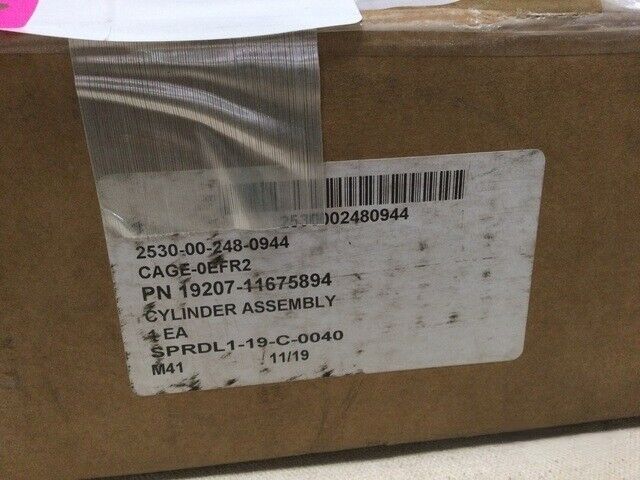 2530002480944
2530-00-248-0944
CAGE-0EFR2
PN 19207-11675894
CYLINDER ASSEMBLY
1 EA
SPRDL1-19-C-0040
M41 11/19